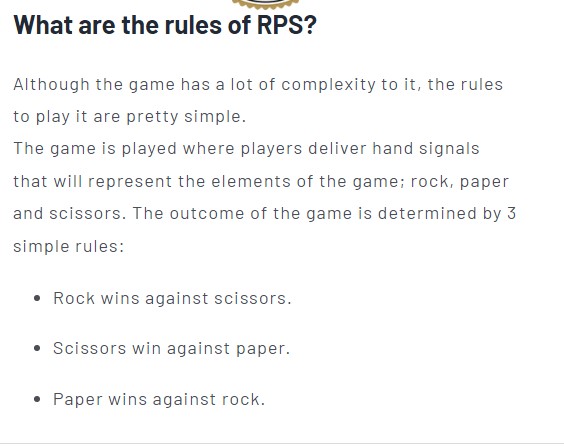 What are the rules of RPS?
Although the game has a lot of complexity to it, the rules
to play it are pretty simple.
The game is played where players deliver hand signals
that will represent the elements of the game; rock, paper
and scissors. The outcome of the game is determined by 3
simple rules:
• Rock wins against scissors.
• Scissors win against paper.
• Paper wins against rock.